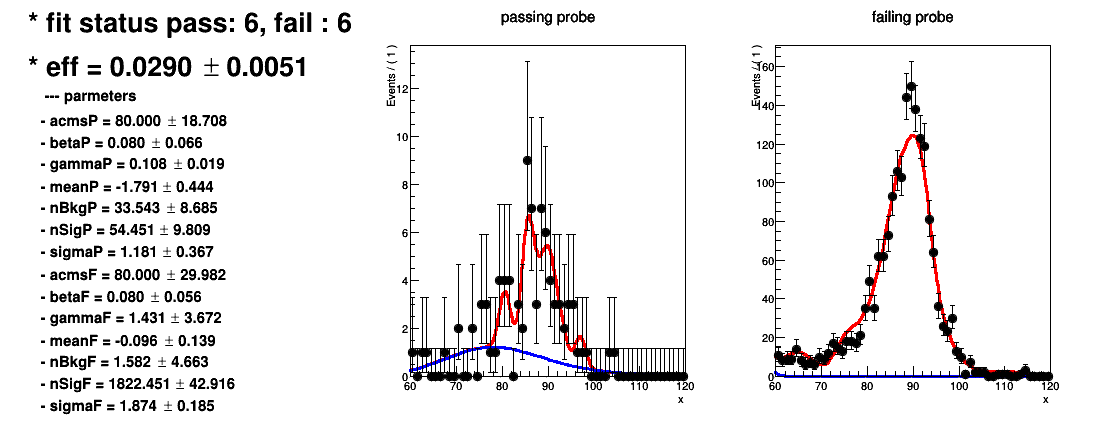 * fit status pass: 6, fail : 6
* eff = 0.0290 ± 0.0051
--- parmeters
- acmsP = 80.000 ± 18.708
- betaP = 0.080 ± 0.066
- gammaP = 0.108 ± 0.019
- meanP = -1.791 ± 0.444
- nBkgP = 33.543 ± 8.685
- nSigP = 54.451 ± 9.809
- sigmaP = 1.181 ± 0.367
- acmsF = 80.000 ± 29.982
- betaF = 0.080 ± 0.056
- gammaF = 1.431 ± 3.672
- meanF = -0.096 ± 0.139
- nBkgF = 1.582 ± 4.663
- nSigF = 1822.451 ± 42.916
- sigmaF = 1.874 ± 0.185
passing probe
Events / ( 1 )
12
10
8
6
4
2
0
60 70 80 90 100 110 120
x
failing probe
Events / ( 1 )
160
140
120
100
80
60
40
20
0
60 70 80 90 100 110 120
x